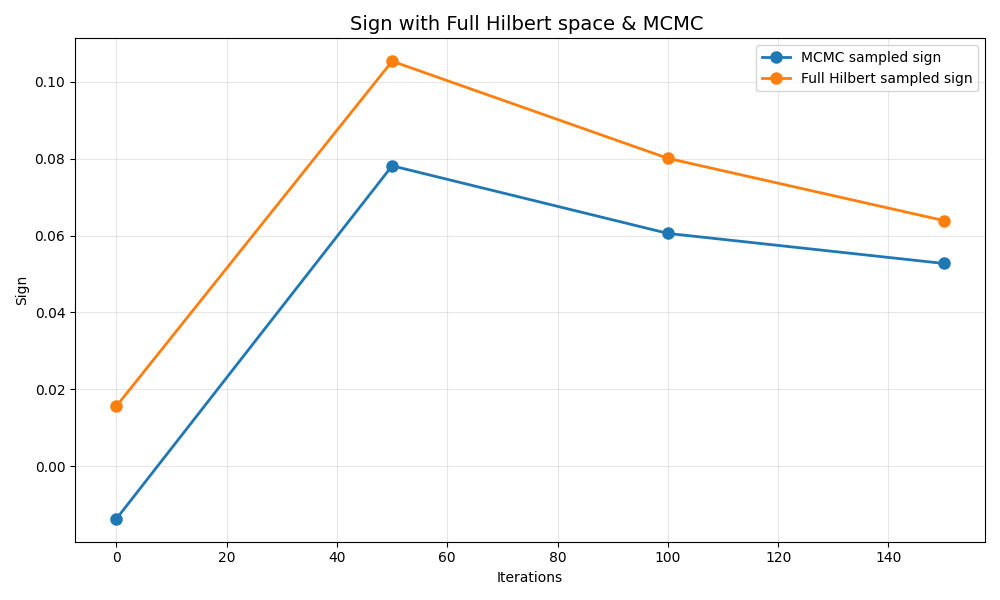 Sign with Full Hilbert space & MCMC
MCMC sampled sign
Full Hilbert sampled sign
0.10
0.08
0.06
0.04
0.02
0.00
Sign
0 20 40 60 80 100 120 140
Iterations